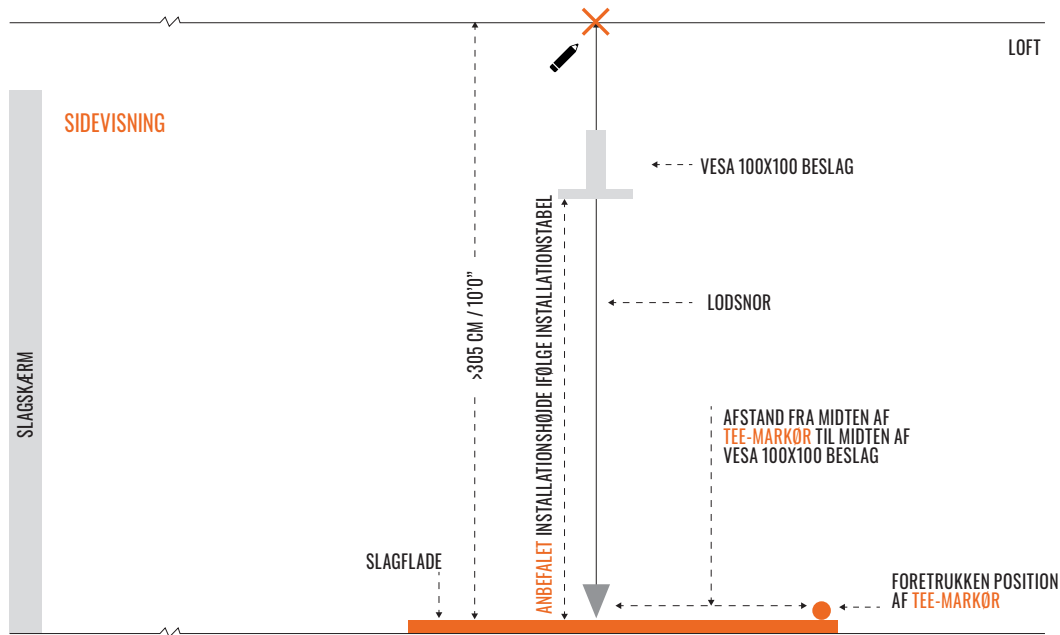 LOFT
SIDEVISNING
VESA 100X100 BESLAG
>305 CM / 10'0”
ANBEFALET INSTALLATIONSHØJDE IFØLGE INSTALLATIONSTABEL
LODSNOR
SLAGSKÆRM
AFSTAND FRA MIDTEN AF
TEE-MARKØR TIL MIDTEN AF
VESA 100X100 BESLAG
SLAGFLADE
FORETRUKKEN POSITION
AF TEE-MARKØR